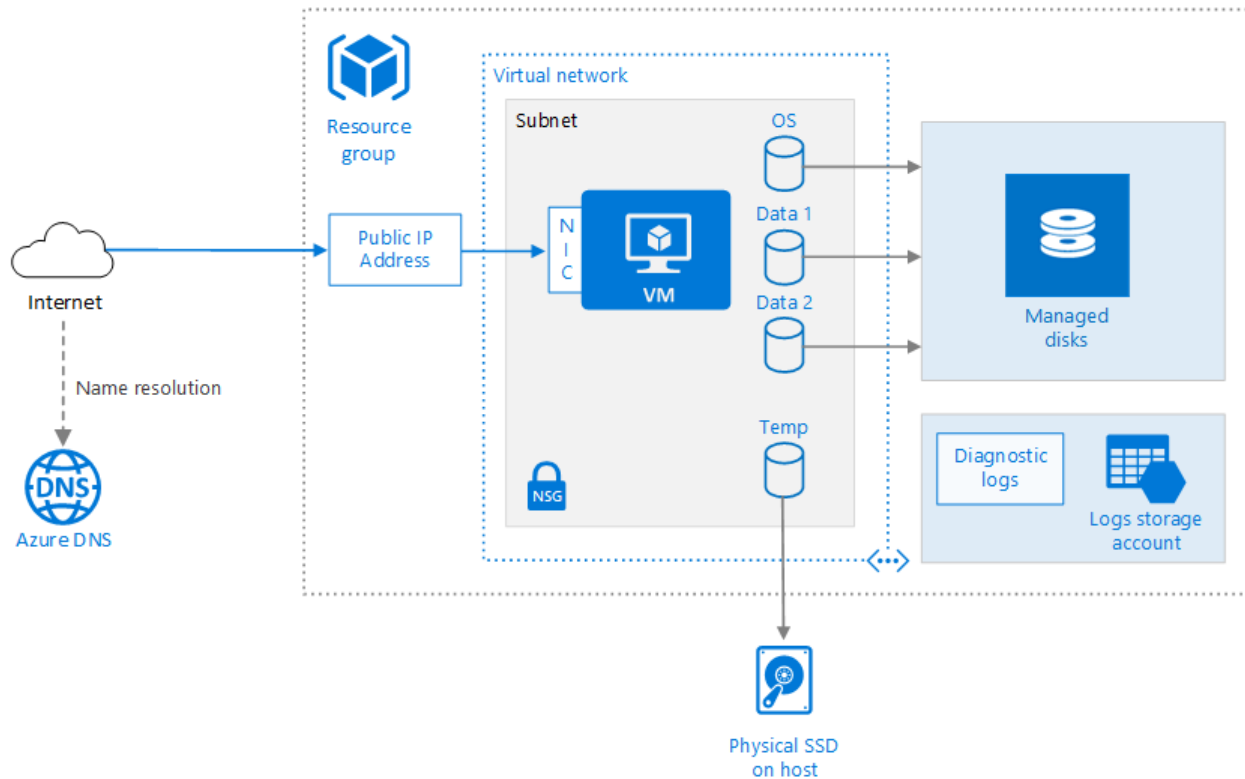 Resource
group
Virtual network
Subnet
OS
Data 1
Data 2
Temp
Public IP
Address
N
I
C
VM
NSG
Internet
Name resolution
DNS
Azure DNS
Managed
disks
Diagnostic
logs
Logs storage
account
Physical SSD
on host